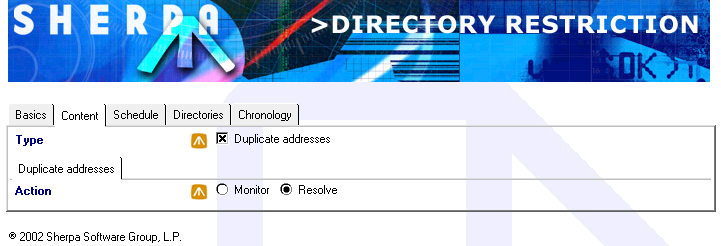 SHERPA
>DIRECTORY RESTRICTION
Basics Content Schedule Directories Chronology
Type Duplicate addresses
Duplicate addresses
Action Monitor Resolve
® 2002 Sherpa Software Group, L.P.